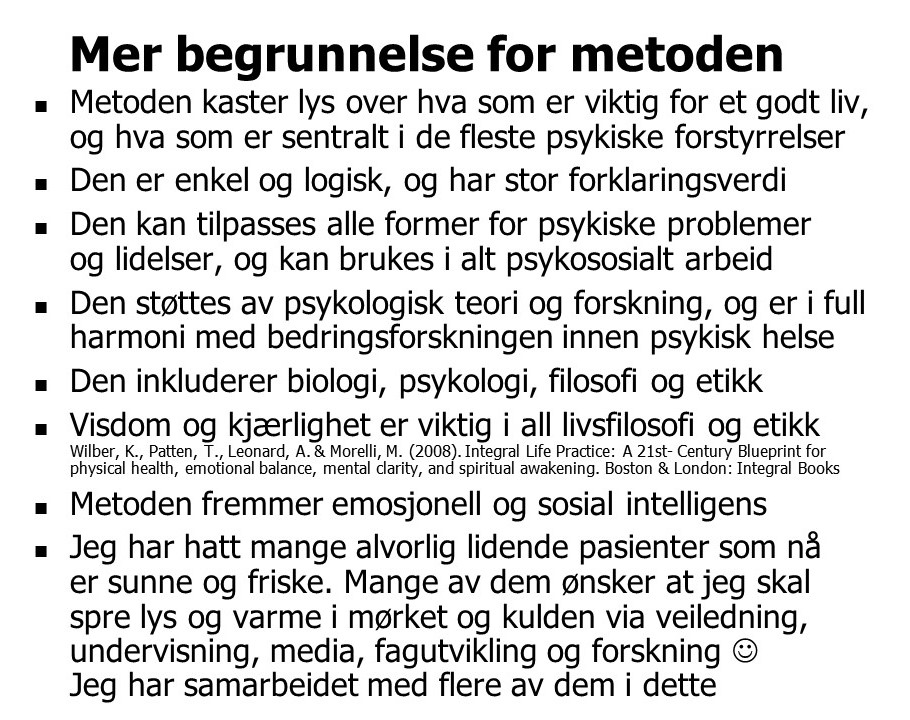 Mer begrunnelse for metoden
▪ Metoden kaster lys over hva som er viktig for et godt liv,
og hva som er sentralt i de fleste psykiske forstyrrelser
▪ Den er enkel og logisk, og har stor forklaringsverdi
▪ Den kan tilpasses alle former for psykiske problemer
og lidelser, og kan brukes i alt psykososialt arbeid
▪ Den støttes av psykologisk teori og forskning, og er i full
harmoni med bedringsforskningen innen psykisk helse
▪ Den inkluderer biologi, psykologi, filosofi og etikk
▪ Visdom og kjærlighet er viktig i all livsfilosofi og etikk
Wilber, K., Patten, T., Leonard, A. & Morelli, M. (2008). Integral Life Practice: A 21st- Century Blueprint for
physical health, emotional balance, mental clarity, and spiritual awakening. Boston & London: Integral Books
▪ Metoden fremmer emosjonell og sosial intelligens
▪ Jeg har hatt mange alvorlig lidende pasienter som nå
er sunne og friske. Mange av dem ønsker at jeg skal
spre lys og varme i mørket og kulden via veiledning,
undervisning, media, fagutvikling og forskning ☺
Jeg har samarbeidet med flere av dem i dette